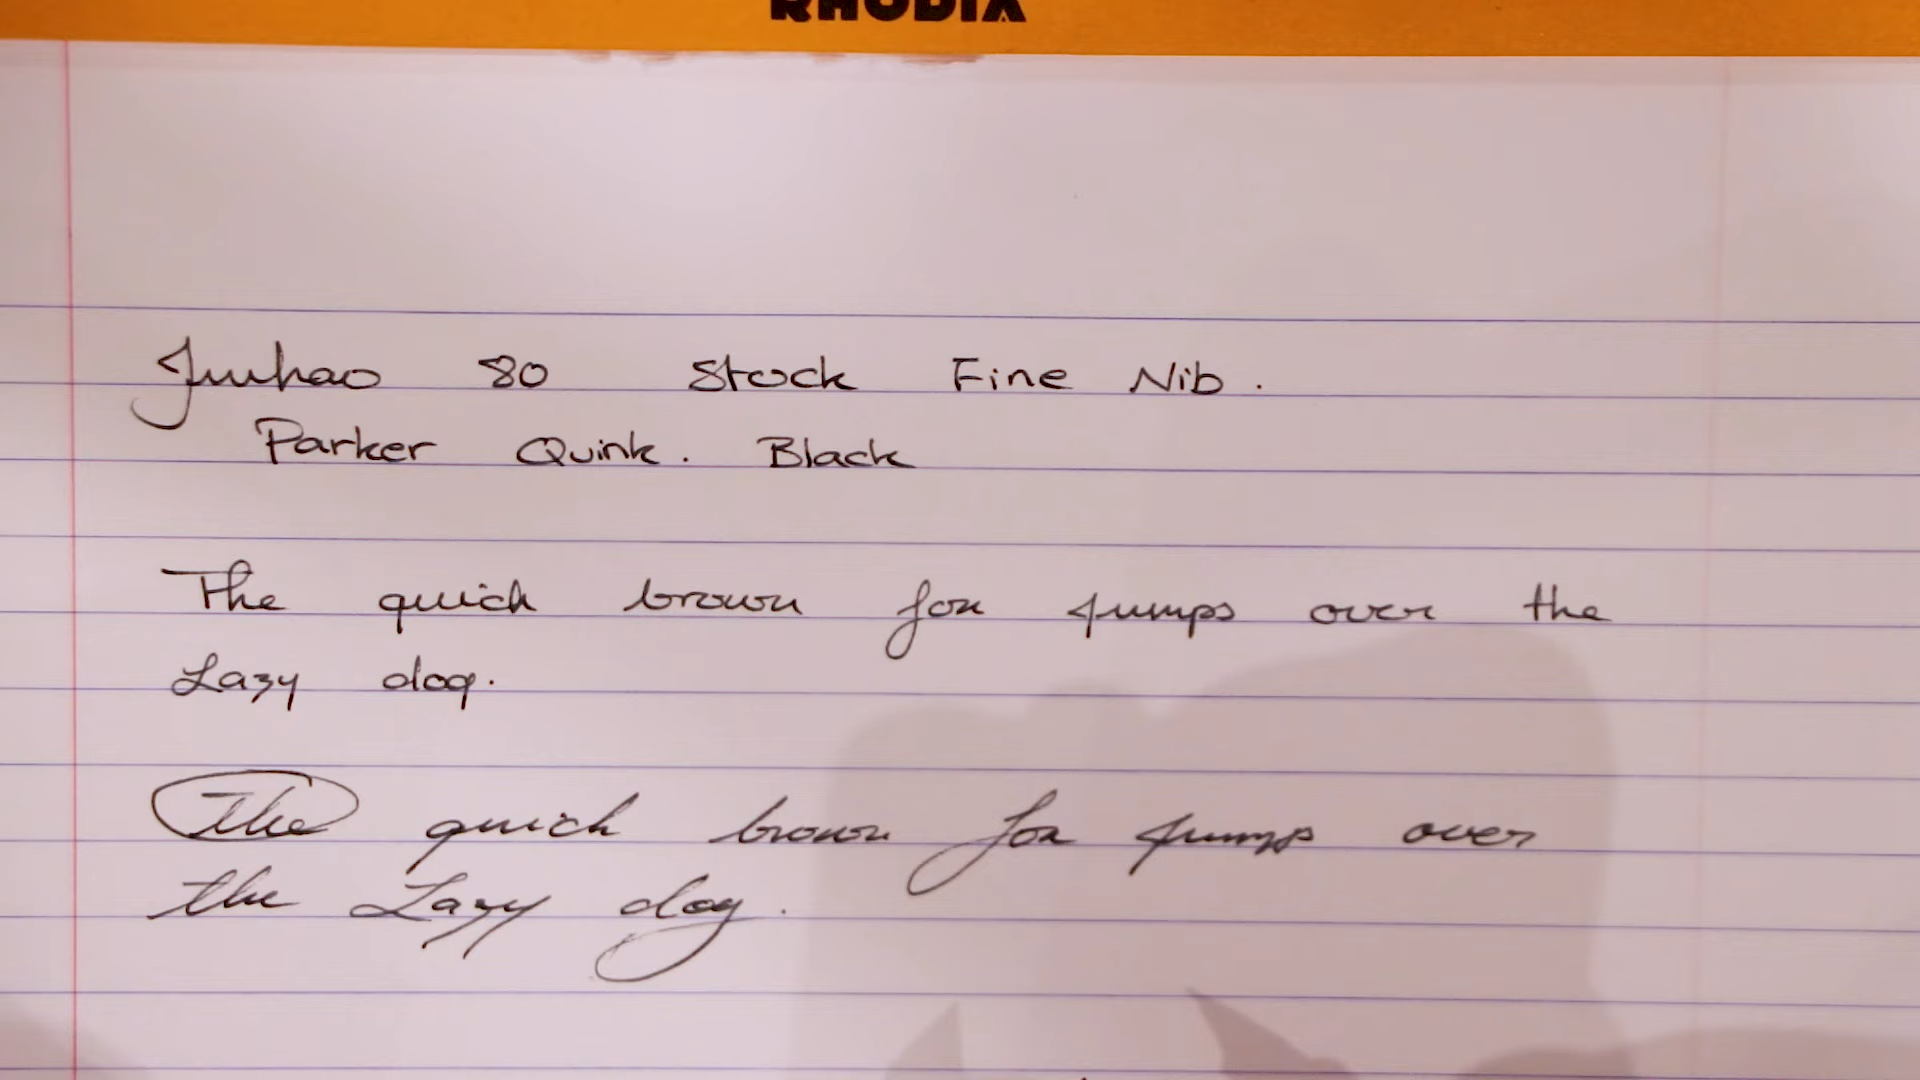 RHODIA
Jinhao 80 Stock Fine Nib.
Parker Quink. Black
The quick brown fox jumps over the
Lazy dog.
The quick brown fox jumps over
the Lazy dog.